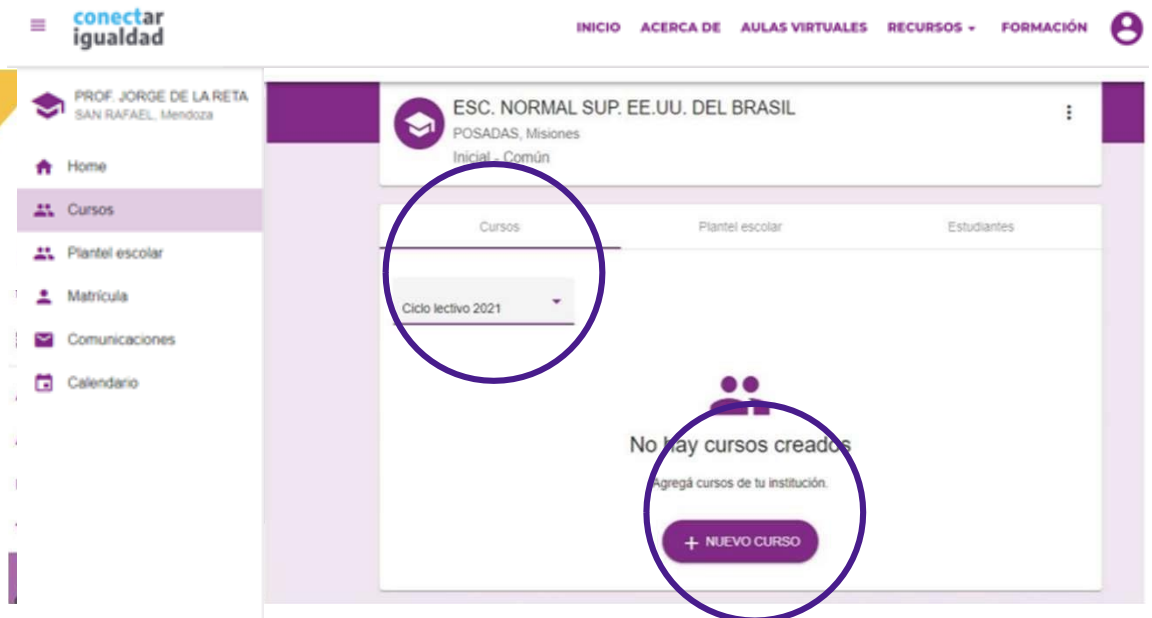 conectar
igualdad
INICIO ACERCA DE AULAS VIRTUALES RECURSOS FORMACIÓN
PROF. JORGE DE LA RETA
SAN RAFAEL, Mendoza
Home
Cursos
Plantel escolar
Matrícula
Comunicaciones
Calendario
ESC. NORMAL SUP. EE.UU. DEL BRASIL
POSADAS, Misiones
Inicial - Común
Cursos Plantel escolar Estudiantes
Ciclo lectivo 2021
No hay cursos creados
Agregá cursos de tu institución.
+ NUEVO CURSO